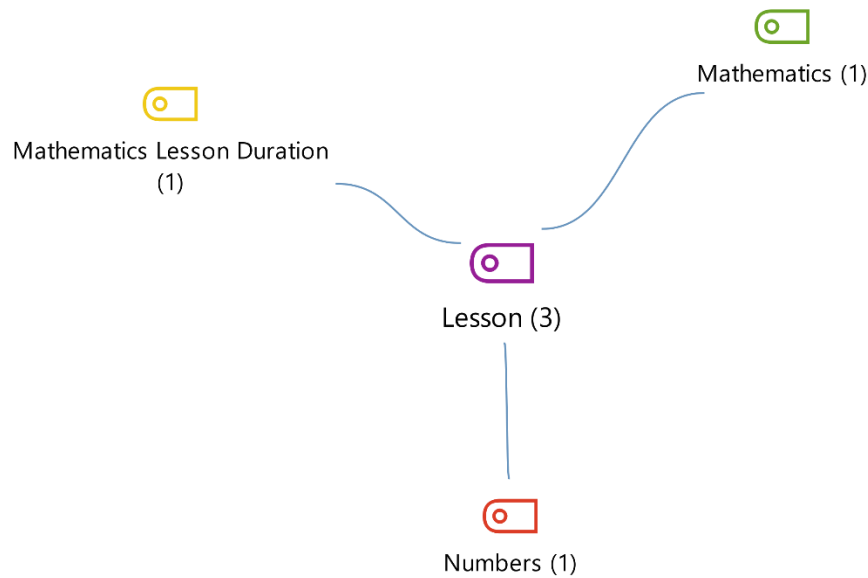 Mathematics (1)
Mathematics Lesson Duration
(1)
Lesson (3)
Numbers (1)